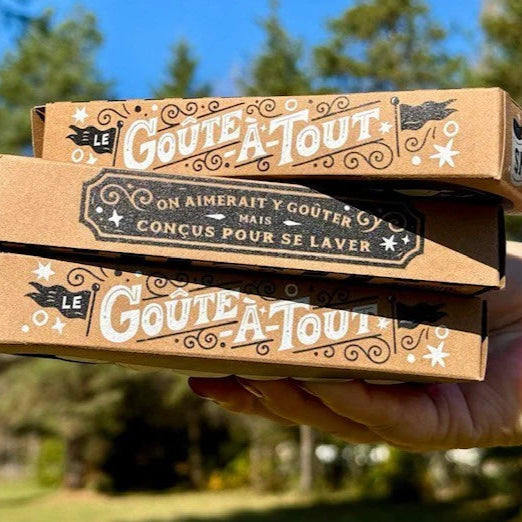 LE GOÛTE-À-TOUT
ON AIMERAIT Y GOÛTER
MAIS
CONÇUS POUR SE LAVER
LE GOÛTE-À-TOUT